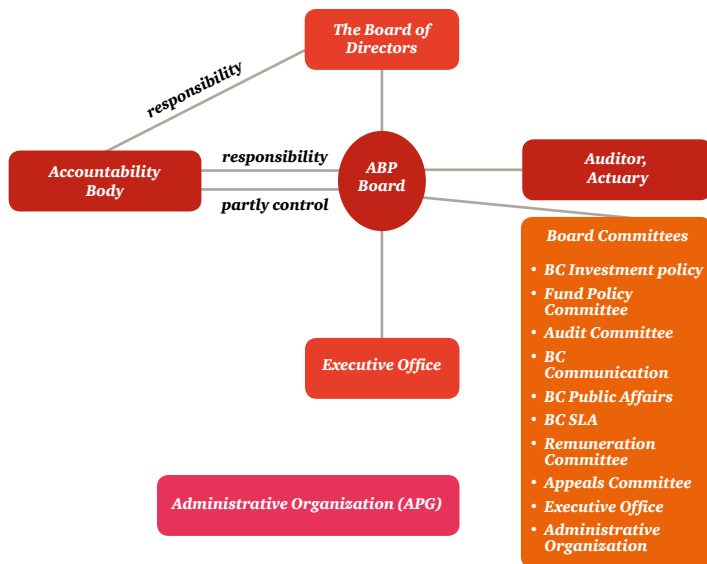 The Board of
Directors
responsibility
Accountability
Body
responsibility
partly control
ABP
Board
Auditor,
Actuary
Board Committees
• BC Investment policy
• Fund Policy
Committee
• Audit Committee
• BC
Communication
• BC Public Affairs
• BC SLA
• Remuneration
Committee
• Appeals Committee
• Executive Office
• Administrative
Organization
Executive Office
Administrative Organization (APG)